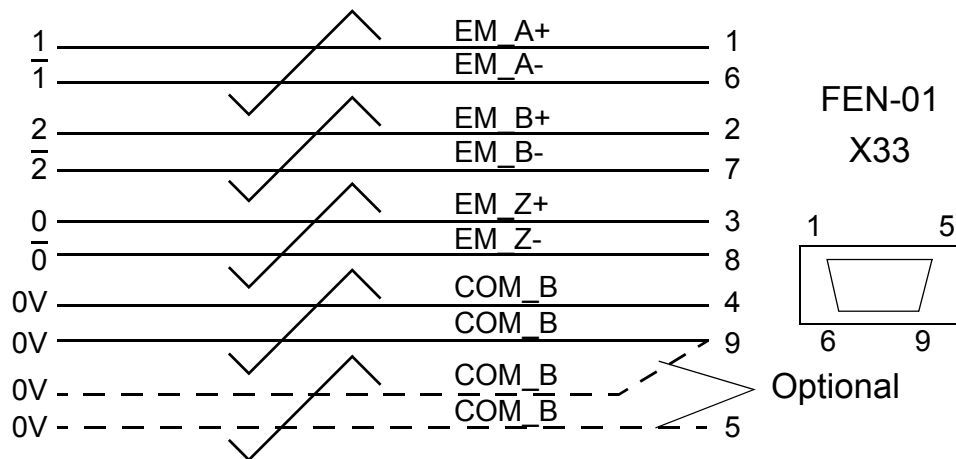 1 EM_A+ 1
1̅ EM_A- 6
2 EM_B+ 2
2̅ EM_B- 7
0 EM_Z+ 3
0̅ EM_Z- 8
0V COM_B 4
0V COM_B 9
0V COM_B
0V COM_B 5
Optional
FEN-01
X33
1 5
6 9